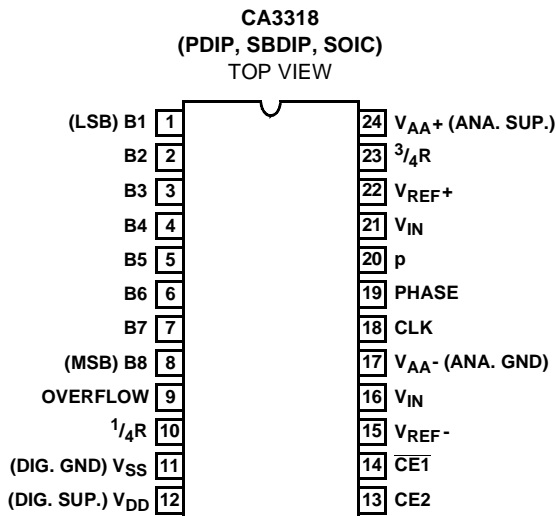 CA3318
(PDIP, SBDIP, SOIC)
TOP VIEW
(LSB) B1 1
B2 2
B3 3
B4 4
B5 5
B6 6
B7 7
(MSB) B8 8
OVERFLOW 9
1/4R 10
(DIG. GND) VSS 11
(DIG. SUP.) VDD 12
24 VAA+ (ANA. SUP.)
23 3/4R
22 VREF+
21 VIN
20 p
19 PHASE
18 CLK
17 VAA- (ANA. GND)
16 VIN
15 VREF-
14 CE1
13 CE2